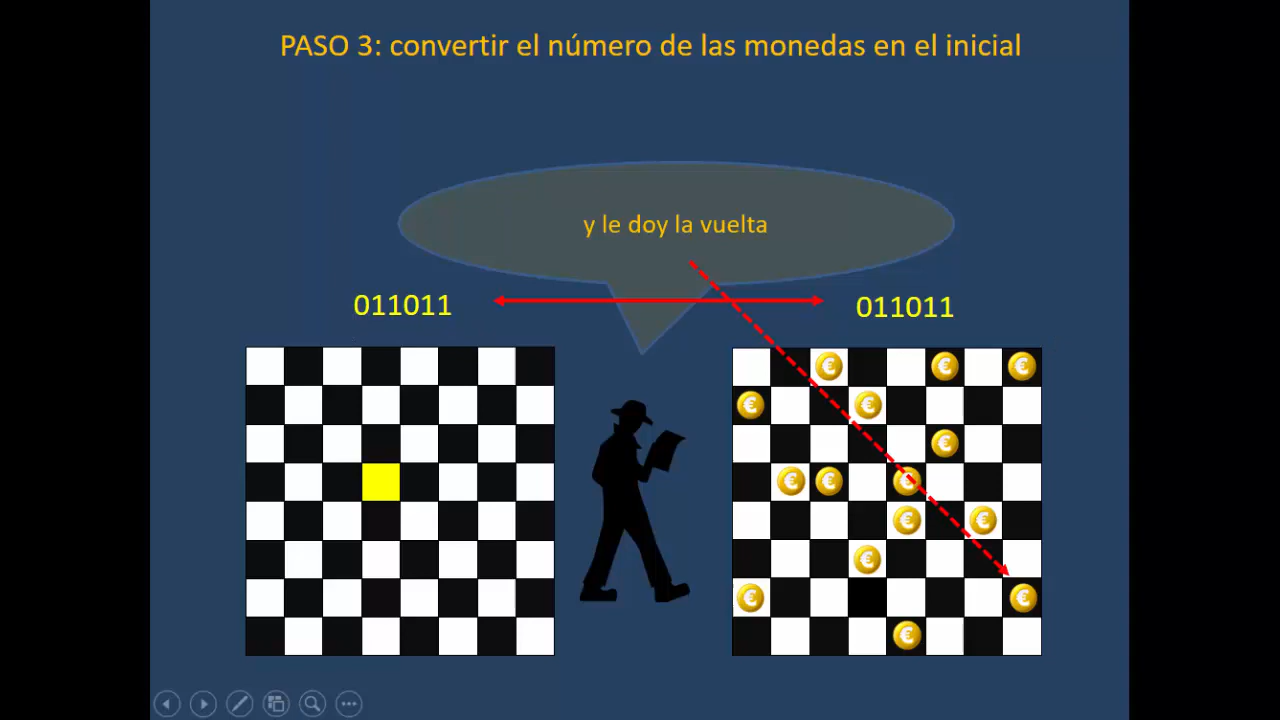 PASO 3: convertir el número de las monedas en el inicial
y le doy la vuelta
011011
011011